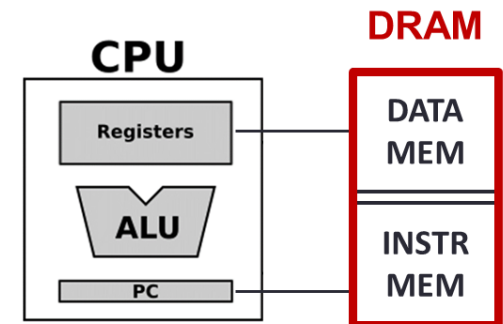 DRAM
CPU
Registers
ALU
PC
DATA
MEM
INSTR
MEM